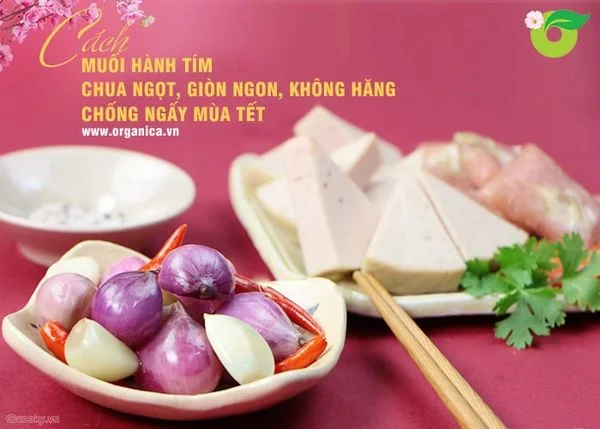 Cách
MUỐI HÀNH TÍM
CHUA NGỌT, GIÒN NGON, KHÔNG HĂNG
CHỐNG NGẤY MÙA TẾT
www.organica.vn
@cooky.vn